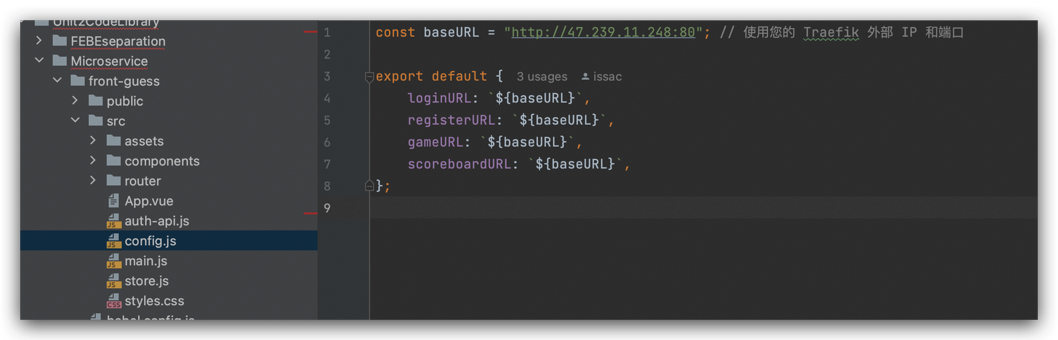 Unit2CodeLibrary
FEBEseparation
Microservice
front-guess
public
src
assets
components
router
App.vue
auth-api.js
config.js
main.js
store.js
styles.css
babel.config.js
1 const baseURL = "http://47.239.11.248:80"; // 使用您的 Traefik 外部 IP 和端口
2
3 export default { 3 usages issac
4 loginURL: `${baseURL}`,
5 registerURL: `${baseURL}`,
6 gameURL: `${baseURL}`,
7 scoreboardURL: `${baseURL}`,
8 };
9